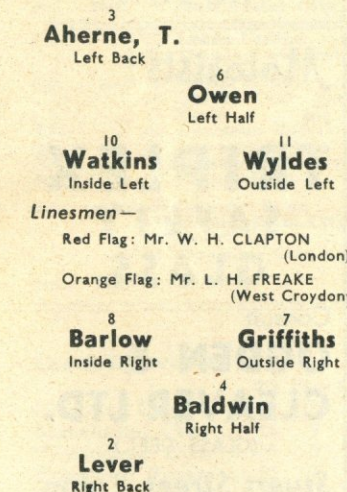 3
Aherne, T.
Left Back
6
Owen
Left Half
10 11
Watkins Wyldes
Inside Left Outside Left
Linesmen—
Red Flag: Mr. W. H. CLAPTON
(London)
Orange Flag: Mr. L. H. FREAKE
(West Croydon
8 7
Barlow Griffiths
Inside Right Outside Right
4
Baldwin
Right Half
2
Lever
Right Back